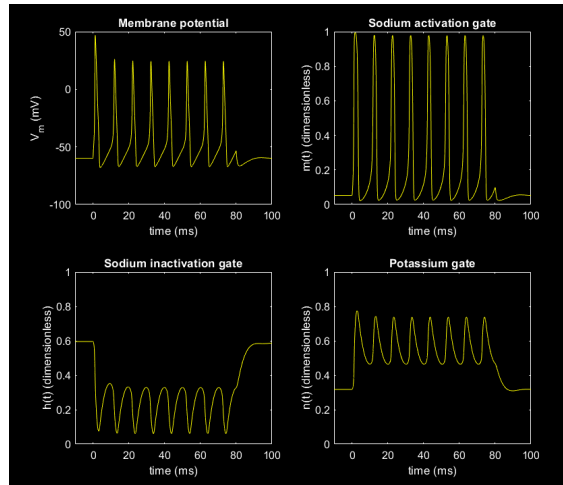 Membrane potential
50
0
-50
-100
V_m (mV)
0 20 40 60 80 100
time (ms)
Sodium activation gate
1
0.8
0.6
0.4
0.2
0
m(t) (dimensionless)
0 20 40 60 80 100
time (ms)
Sodium inactivation gate
1
0.8
0.6
0.4
0.2
0
h(t) (dimensionless)
0 20 40 60 80 100
time (ms)
Potassium gate
1
0.8
0.6
0.4
0.2
0
n(t) (dimensionless)
0 20 40 60 80 100
time (ms)